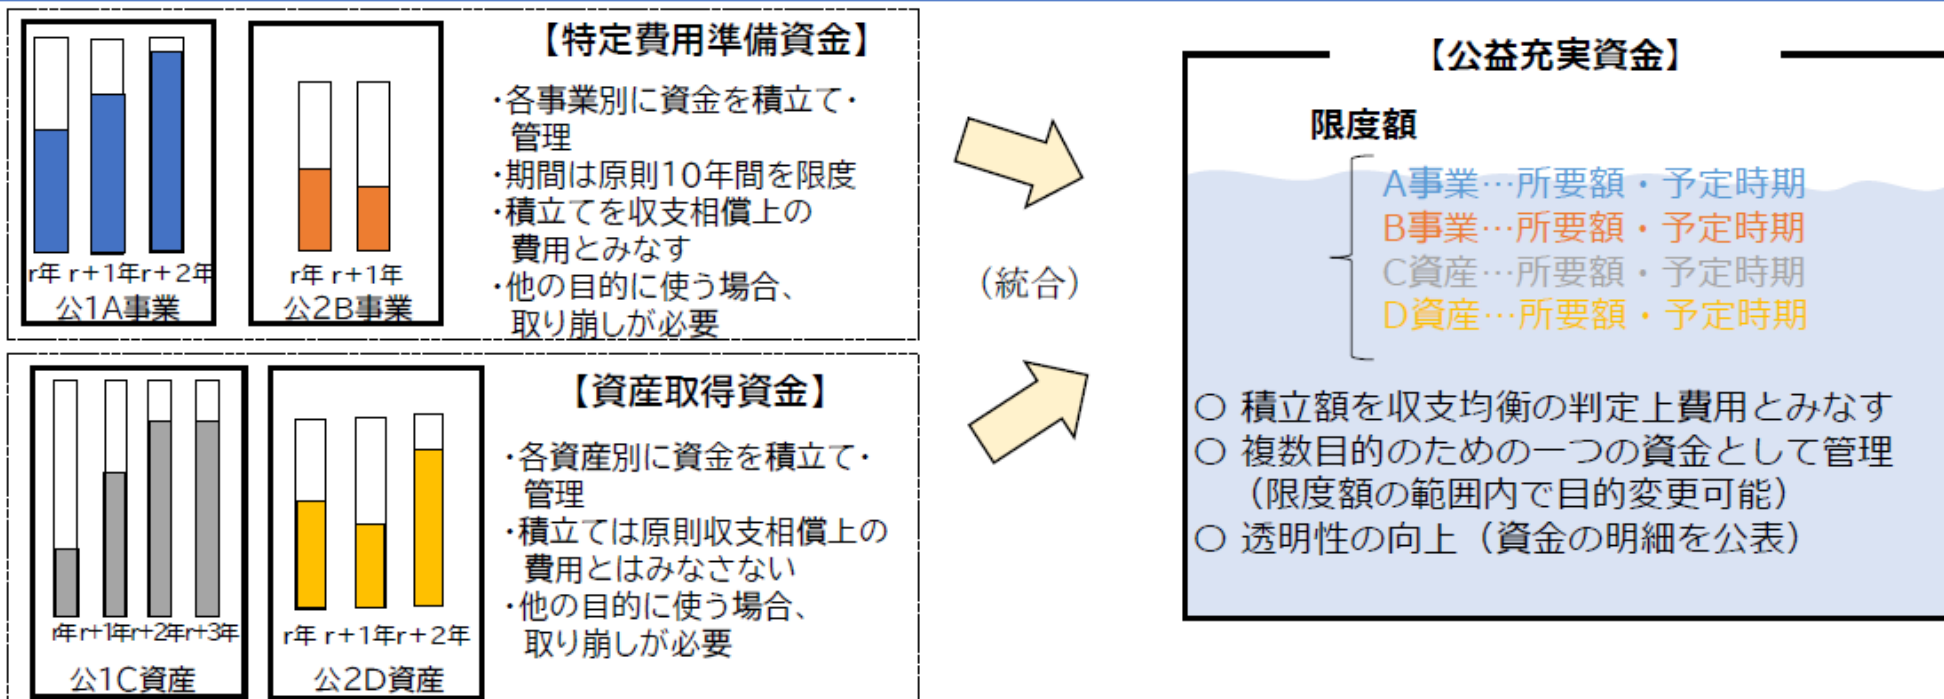 【特定費用準備資金】
・各事業別に資金を積立て・
管理
・期間は原則10年間を限度
・積立てを収支相償上の
費用とみなす
・他の目的に使う場合、
取り崩しが必要
r年 r+1年r+2年
公1A事業
r年 r+1年
公2B事業
【資産取得資金】
・各資産別に資金を積立て・
管理
・積立ては原則収支相償上の
費用とはみなさない
・他の目的に使う場合、
取り崩しが必要
r年r+1年r+2年r+3年
公1C資産
r年 r+1年r+2年
公2D資産
（統合）
【公益充実資金】
限度額
A事業…所要額・予定時期
B事業…所要額・予定時期
C資産…所要額・予定時期
D資産…所要額・予定時期
○ 積立額を収支均衡の判定上費用とみなす
○ 複数目的のための一つの資金として管理
（限度額の範囲内で目的変更可能）
○ 透明性の向上（資金の明細を公表）